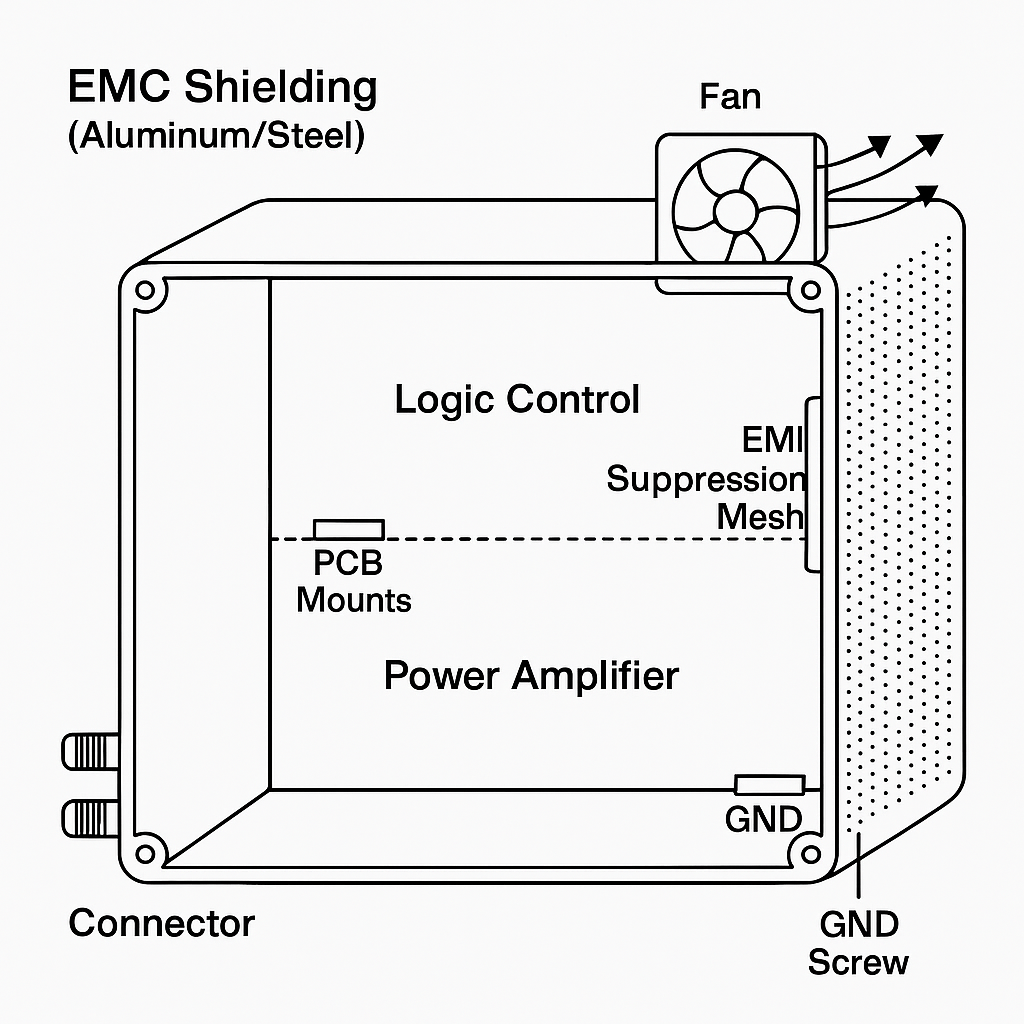 EMC Shielding
(Aluminum/Steel)
Fan
Logic Control
EMI
Suppression
Mesh
PCB
Mounts
Power Amplifier
GND
Connector
GND
Screw